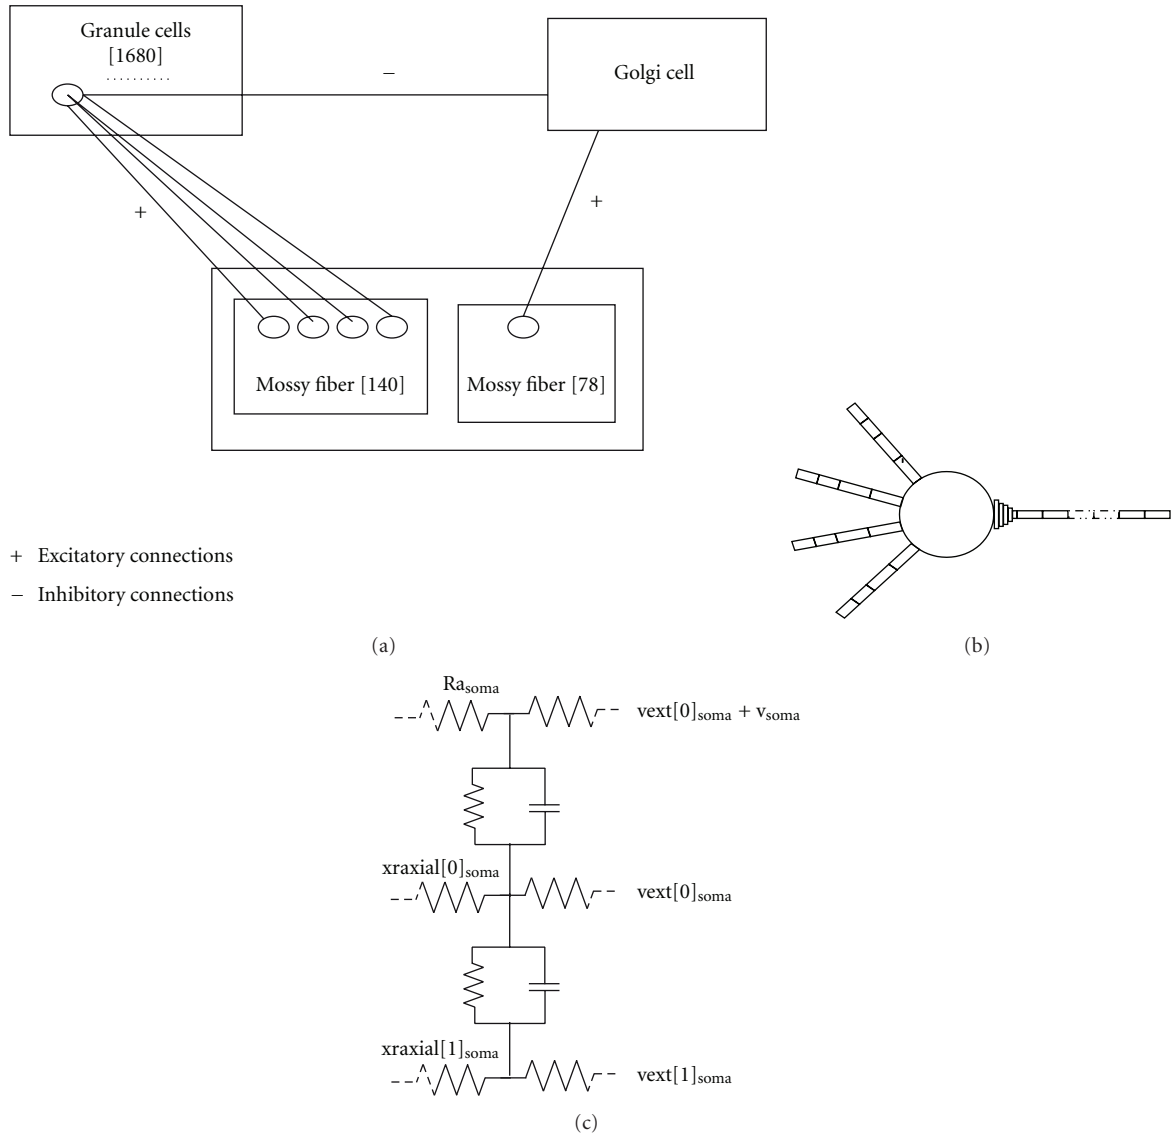 Granule cells
[1680]
..........
−
Golgi cell
+
+
Mossy fiber [140]
Mossy fiber [78]
+ Excitatory connections
− Inhibitory connections
(a)
(b)
Ra_soma
vext[0]_soma + v_soma
xraxial[0]_soma
vext[0]_soma
xraxial[1]_soma
vext[1]_soma
(c)